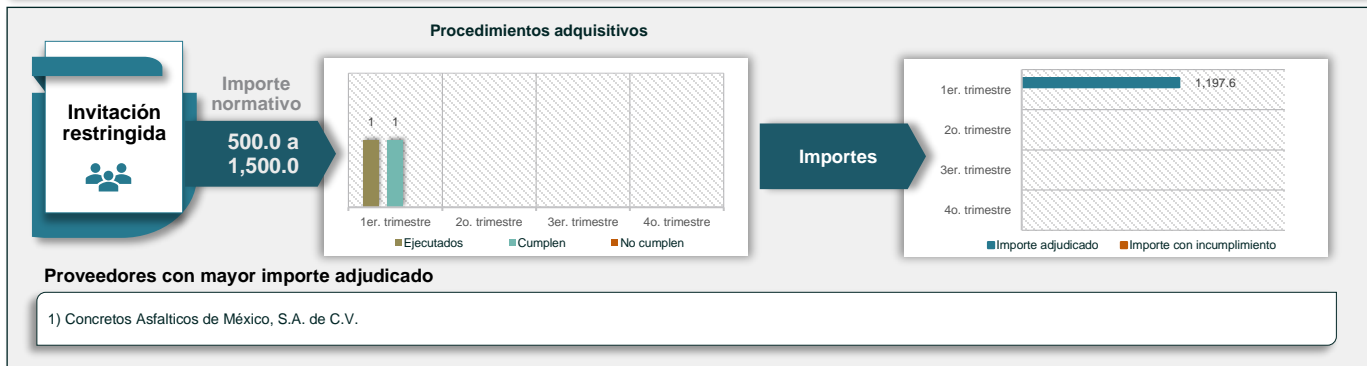 Procedimientos adquisitivos
Invitación
restringida
Importe
normativo
500.0 a
1,500.0
1 1
1er. trimestre 2o. trimestre 3er. trimestre 4o. trimestre
Ejecutados Cumplen No cumplen
Importes
1er. trimestre 1,197.6
2o. trimestre
3er. trimestre
4o. trimestre
Importe adjudicado Importe con incumplimiento
Proveedores con mayor importe adjudicado
1) Concretos Asfalticos de México, S.A. de C.V.